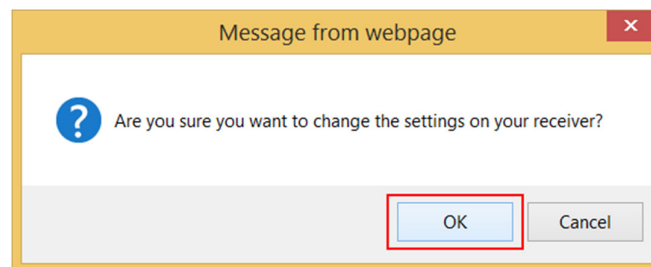 Message from webpage
Are you sure you want to change the settings on your receiver?
OK
Cancel